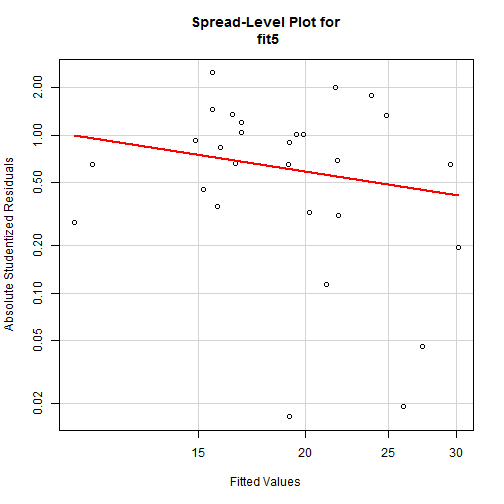 Spread-Level Plot for
fit5
Absolute Studentized Residuals
2.00
1.00
0.50
0.20
0.10
0.05
0.02
15
20
25
30
Fitted Values